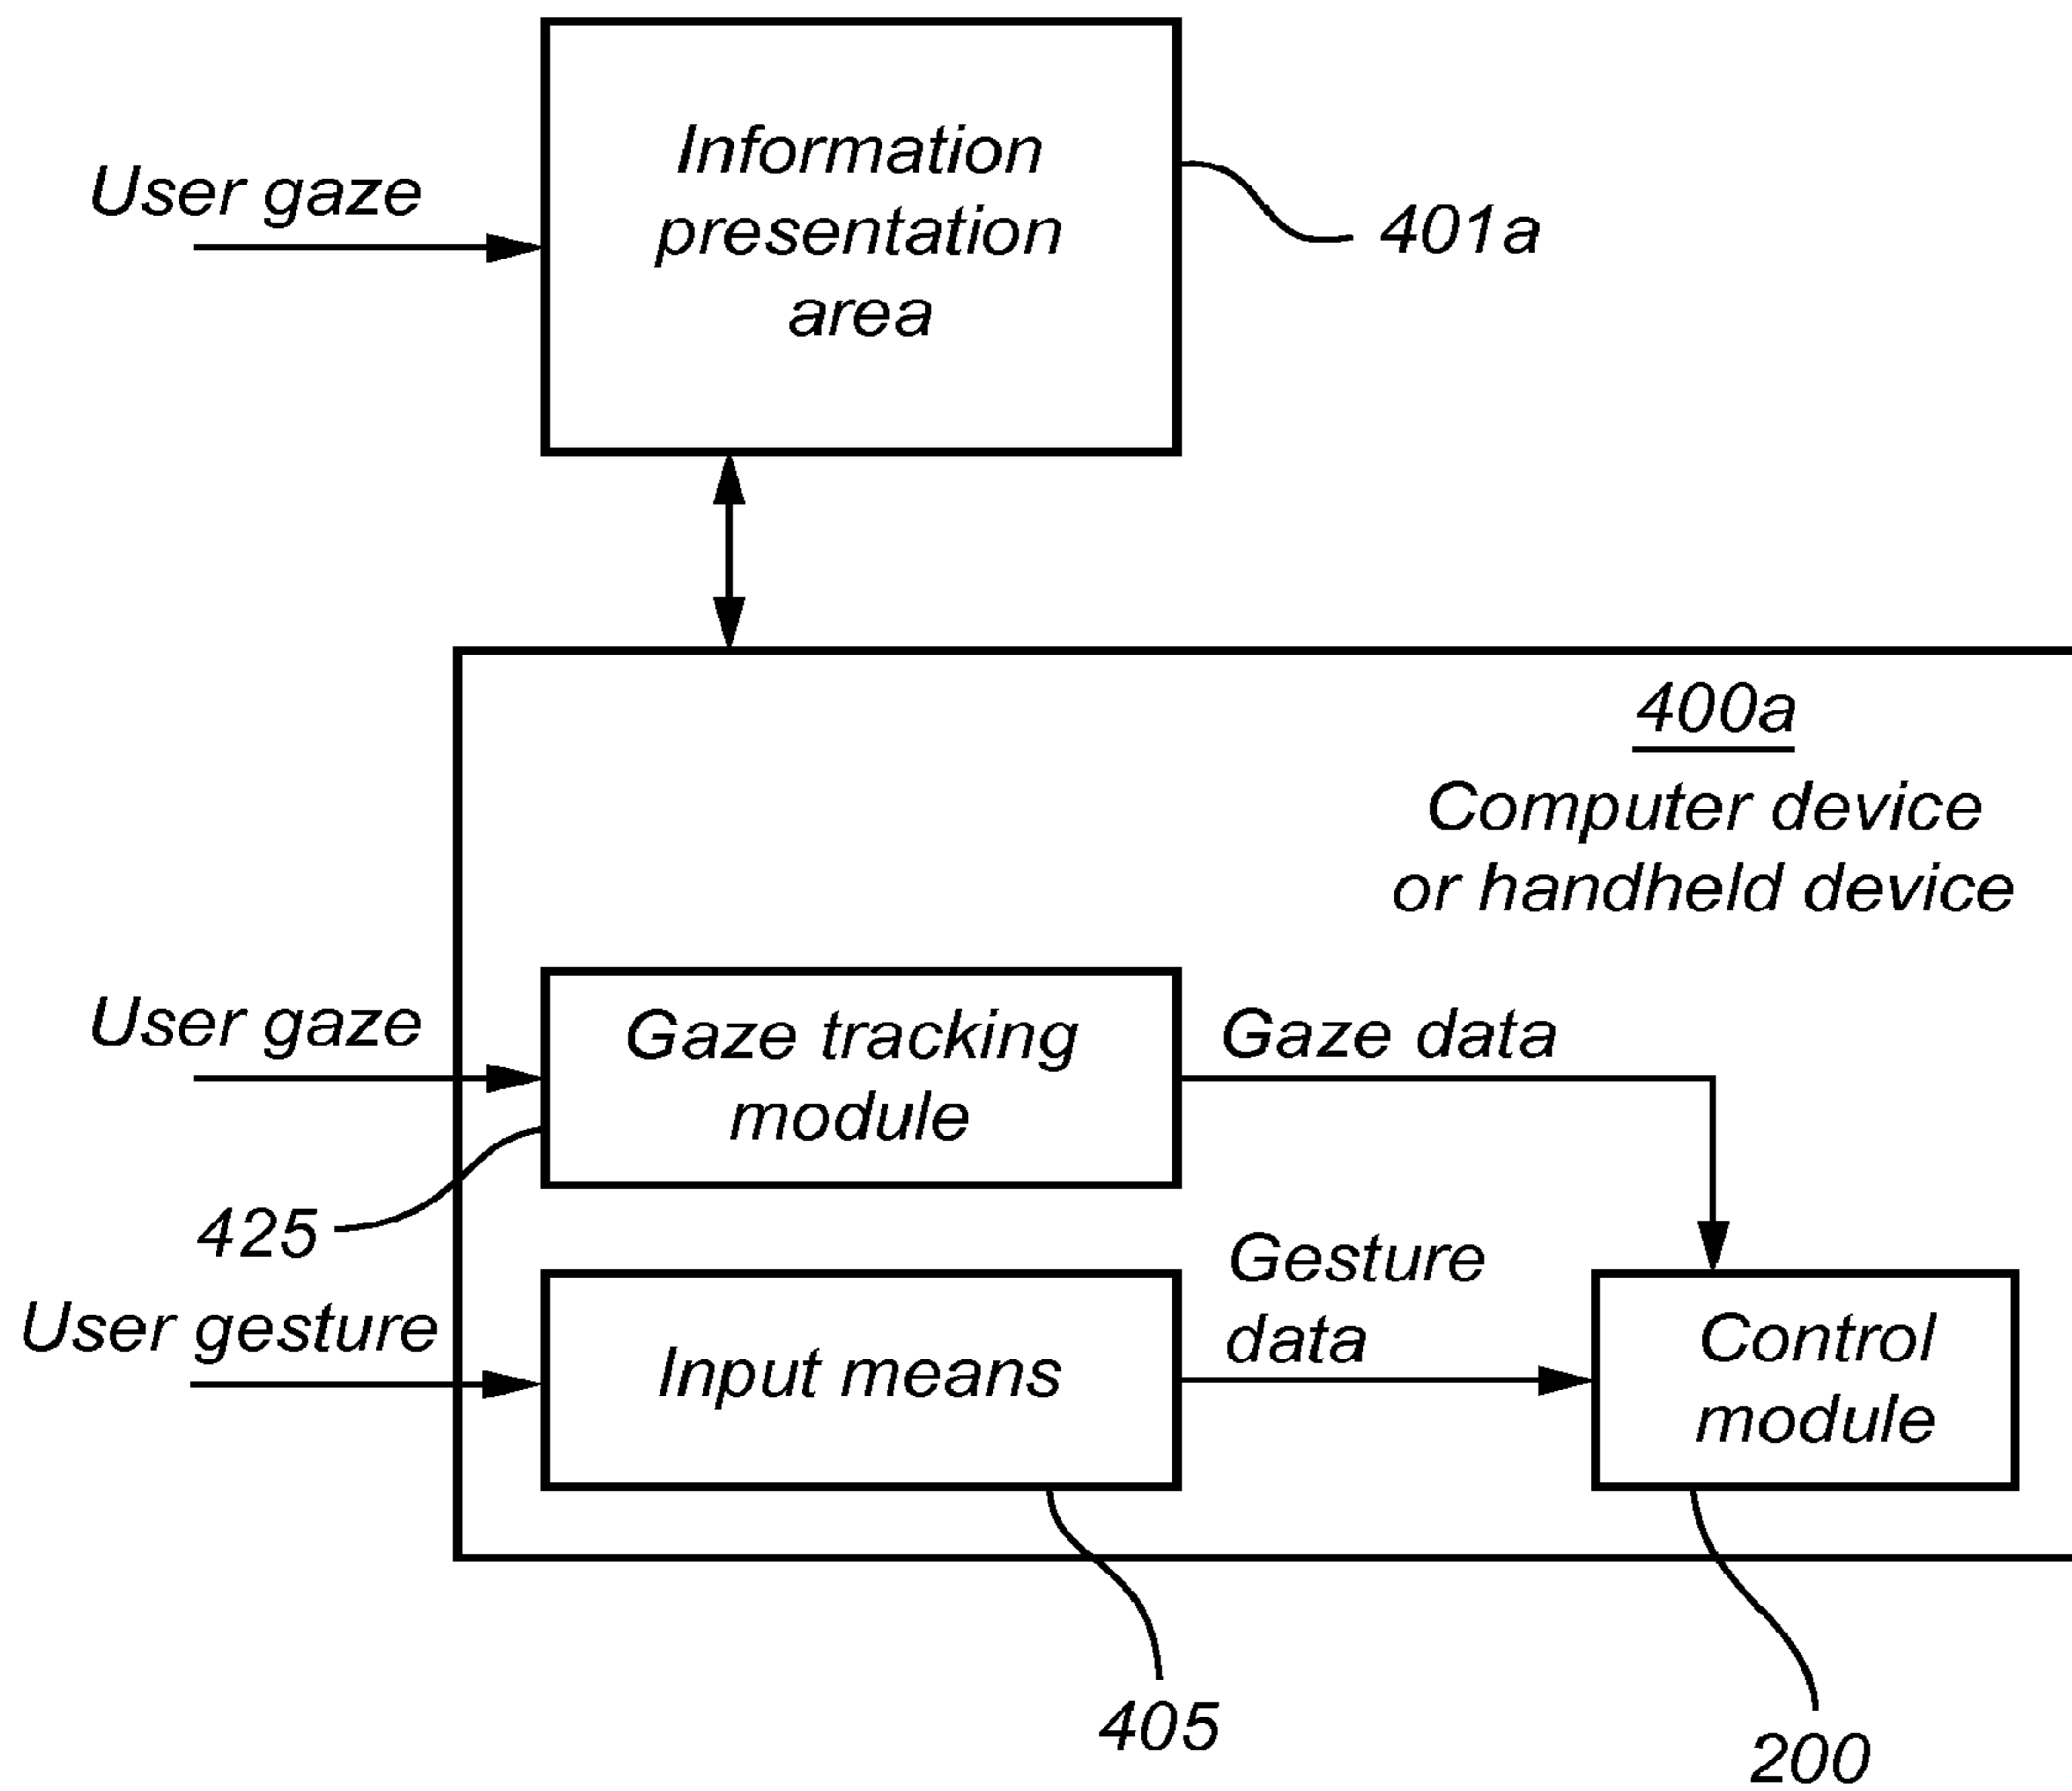 Information
presentation
area
User gaze
401a
400a
Computer device
or handheld device
User gaze
Gaze tracking
module
Gaze data
425
User gesture
Input means
Gesture
data
Control
module
405
200